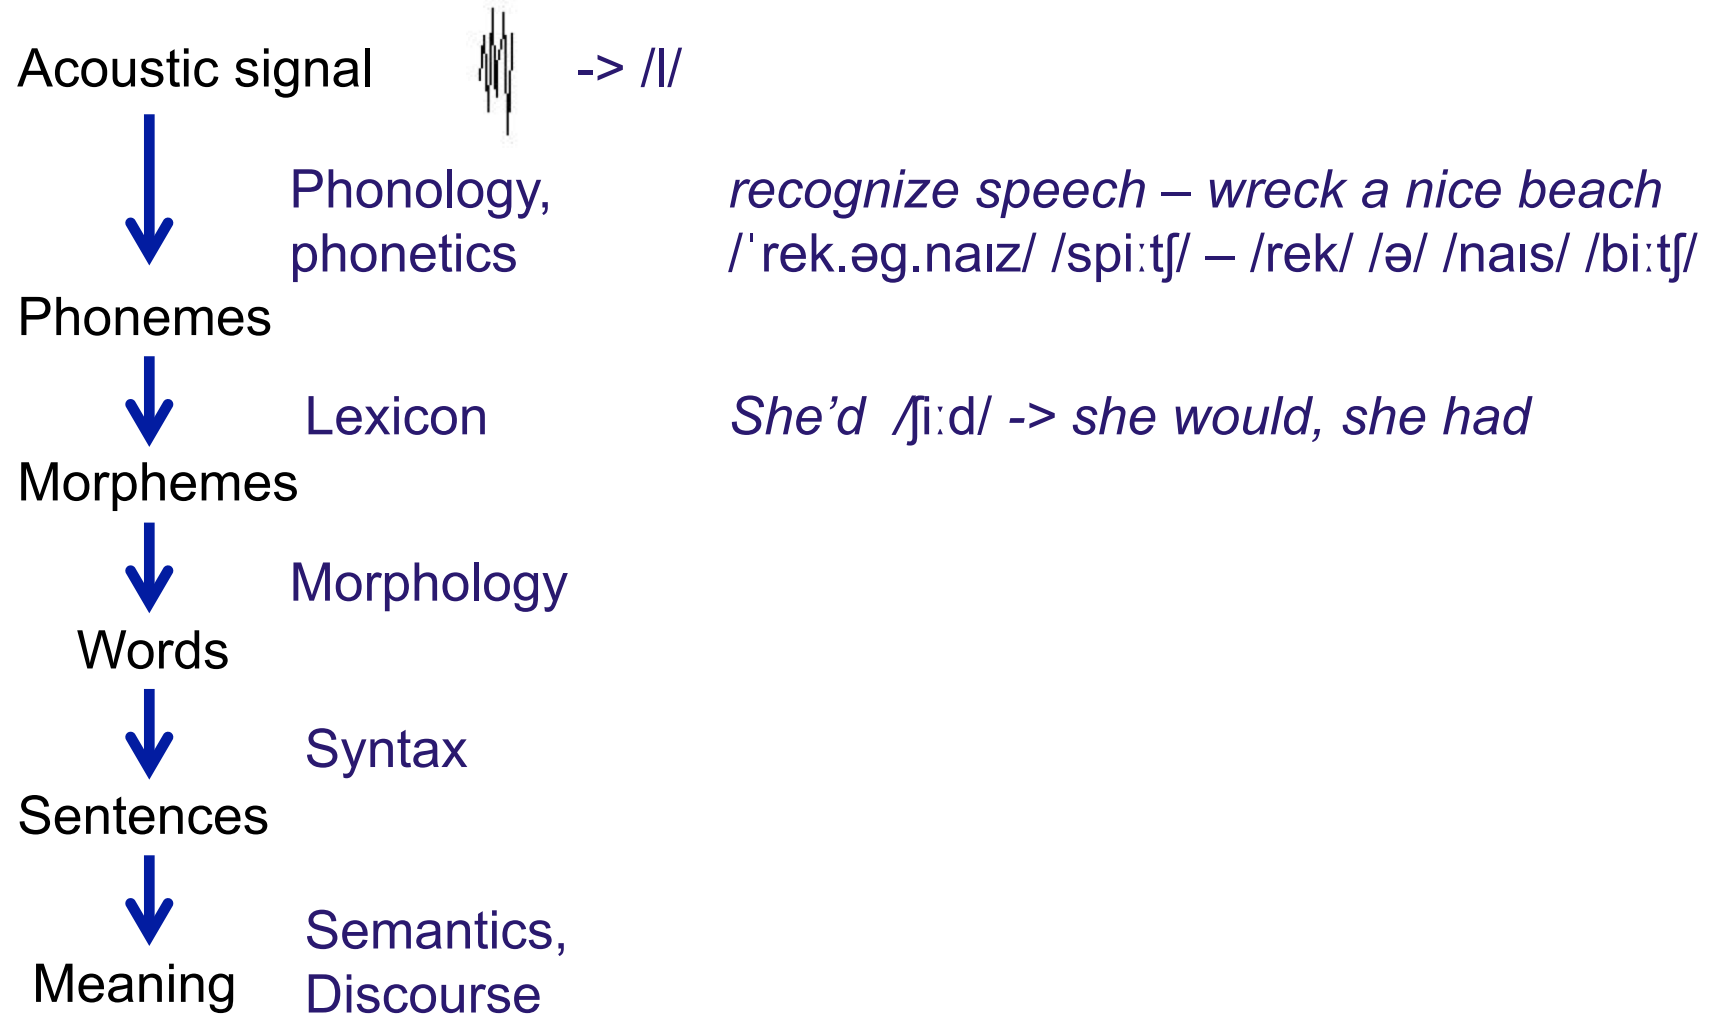 Acoustic signal -> /l/
Phonology, recognize speech – wreck a nice beach
phonetics /ˈrek.əg.naɪz/ /spiːtʃ/ – /rek/ /ə/ /naɪs/ /biːtʃ/
Phonemes
Lexicon She’d /ʃiːd/ -> she would, she had
Morphemes
Morphology
Words
Syntax
Sentences
Semantics,
Meaning
Discourse